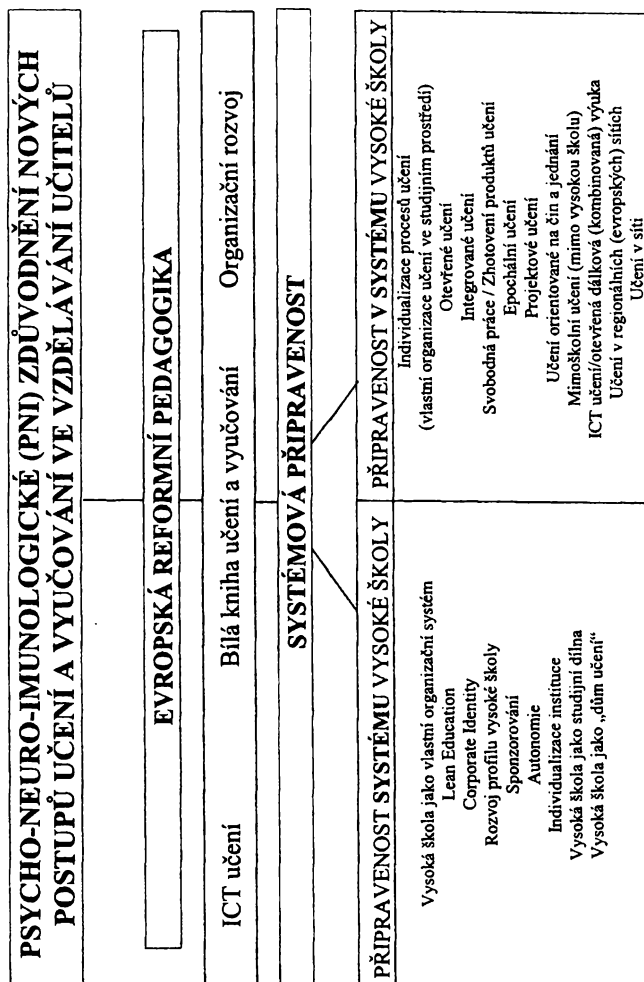 PSYCHO-NEURO-IMUNOLOGICKÉ (PNI) ZDŮVODNĚNÍ NOVÝCH
POSTUPŮ UČENÍ A VYUČOVÁNÍ VE VZDĚLÁVÁNÍ UČITELŮ
EVROPSKÁ REFORMNÍ PEDAGOGIKA
ICT učení
Bílá kniha učení a vyučování
Organizační rozvoj
SYSTÉMOVÁ PŘIPRAVENOST
PŘIPRAVENOST SYSTÉMU VYSOKÉ ŠKOLY
Vysoká škola jako vlastní organizační systém
Lean Education
Corporate Identity
Rozvoj profilu vysoké školy
Sponzorování
Autonomie
Individualizace instituce
Vysoká škola jako studijní dílna
Vysoká škola jako „dům učení“
PŘIPRAVENOST V SYSTÉMU VYSOKÉ ŠKOLY
Individualizace procesů učení
(vlastní organizace učení ve studijním prostředí)
Otevřené učení
Integrované učení
Svobodná práce / Zhotovení produktů učení
Epochální učení
Projektové učení
Učení orientované na čin a jednání
Mimoškolní učení (mimo vysokou školu)
ICT učení/otevřená dálková (kombinovaná) výuka
Učení v regionálních (evropských) sítích
Učení v síti